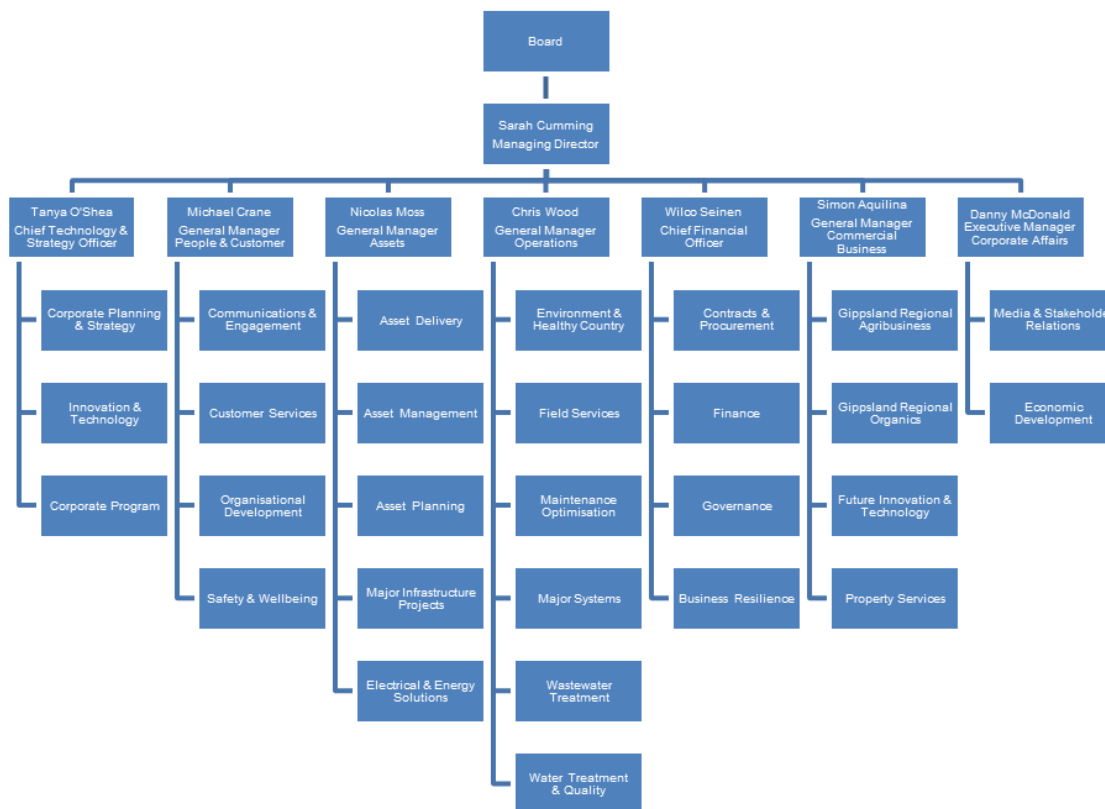 Board
Sarah Cumming
Managing Director
Tanya O'Shea
Chief Technology &
Strategy Officer
Michael Crane
General Manager
People & Customer
Nicolas Moss
General Manager
Assets
Chris Wood
General Manager
Operations
Wilco Seinen
Chief Financial
Officer
Simon Aquilina
General Manager
Commercial
Business
Danny McDonald
Executive Manager
Corporate Affairs
Corporate Planning
& Strategy
Innovation &
Technology
Corporate Program
Communications &
Engagement
Customer Services
Organisational
Development
Safety & Wellbeing
Asset Delivery
Asset Management
Asset Planning
Major Infrastructure
Projects
Electrical & Energy
Solutions
Environment &
Healthy Country
Field Services
Maintenance
Optimisation
Major Systems
Wastewater
Treatment
Water Treatment
& Quality
Contracts &
Procurement
Finance
Governance
Business Resilience
Gippsland Regional
Agribusiness
Gippsland Regional
Organics
Future Innovation &
Technology
Property Services
Media & Stakeholde
Relations
Economic
Development